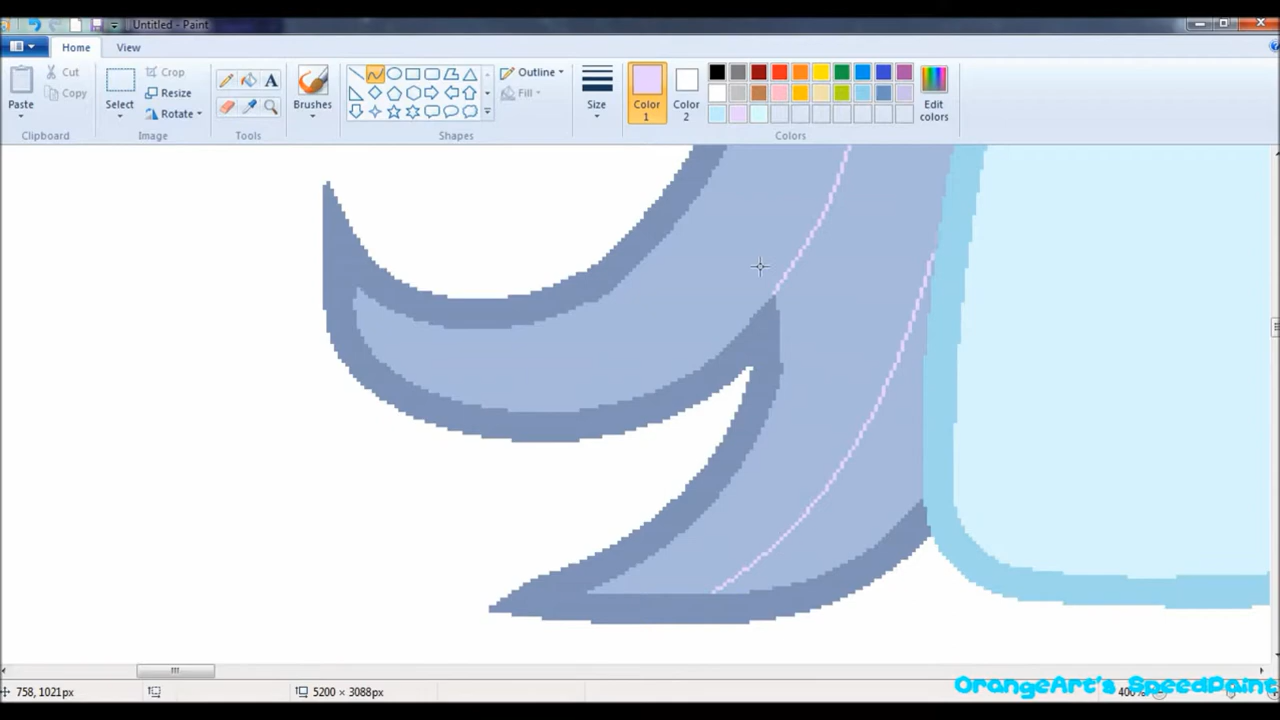 Untitled - Paint
Home
View
Cut
Copy
Paste
Clipboard
Select
Crop
Resize
Rotate
Image
A
Tools
Brushes
Shapes
Outline
Fill
Size
Color 1
Color 2
Edit colors
Colors
758, 1021px
5200 × 3088px
400%
OrangeArt's SpeedPaint